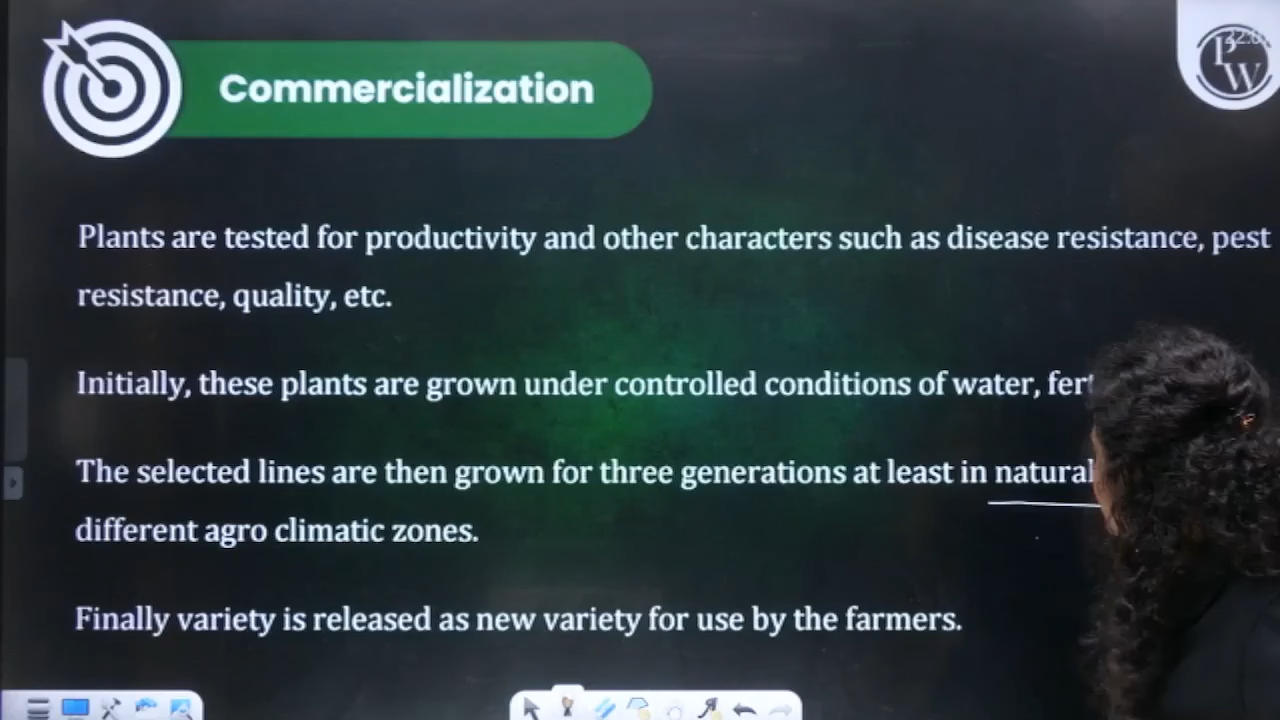 Commercialization
PW
Plants are tested for productivity and other characters such as disease resistance, pest
resistance, quality, etc.
Initially, these plants are grown under controlled conditions of water,
The selected lines are then grown for three generations at least in natural
different agro climatic zones.
Finally variety is released as new variety for use by the farmers.